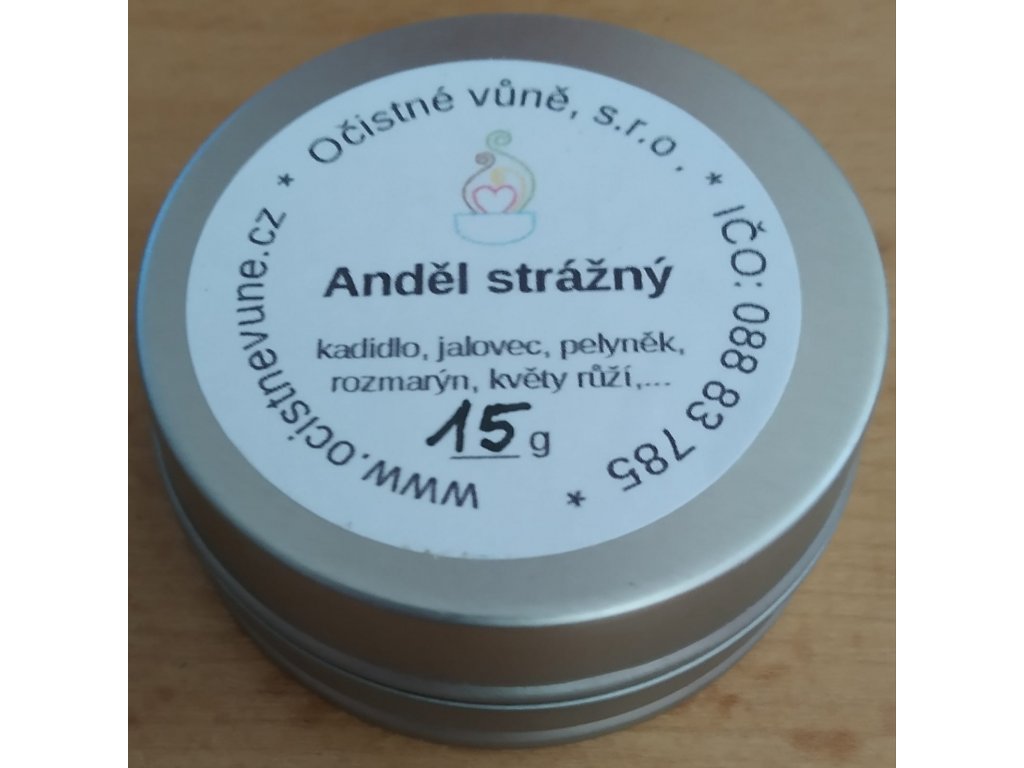 Očistné vůně, s.r.o. * IČO: 088 83 785 * www.ocistnevune.cz *
Anděl strážný
kadidlo, jalovec, pelyněk,
rozmarýn, květy růží,...
15 g